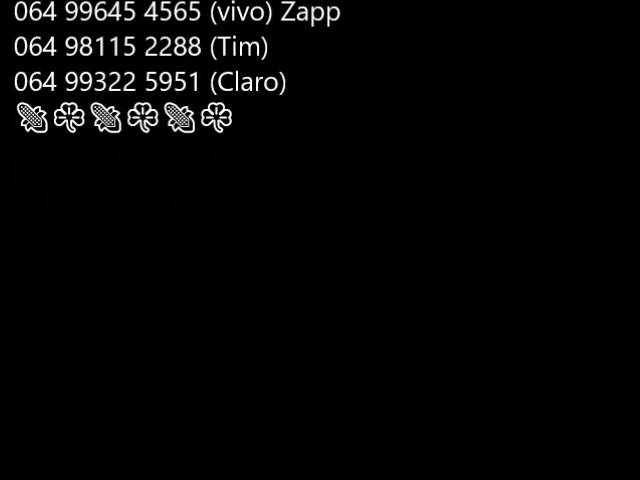 064 99645 4565 (vivo) Zapp
064 98115 2288 (Tim)
064 99322 5951 (Claro)
🌽☘🌽☘🌽☘